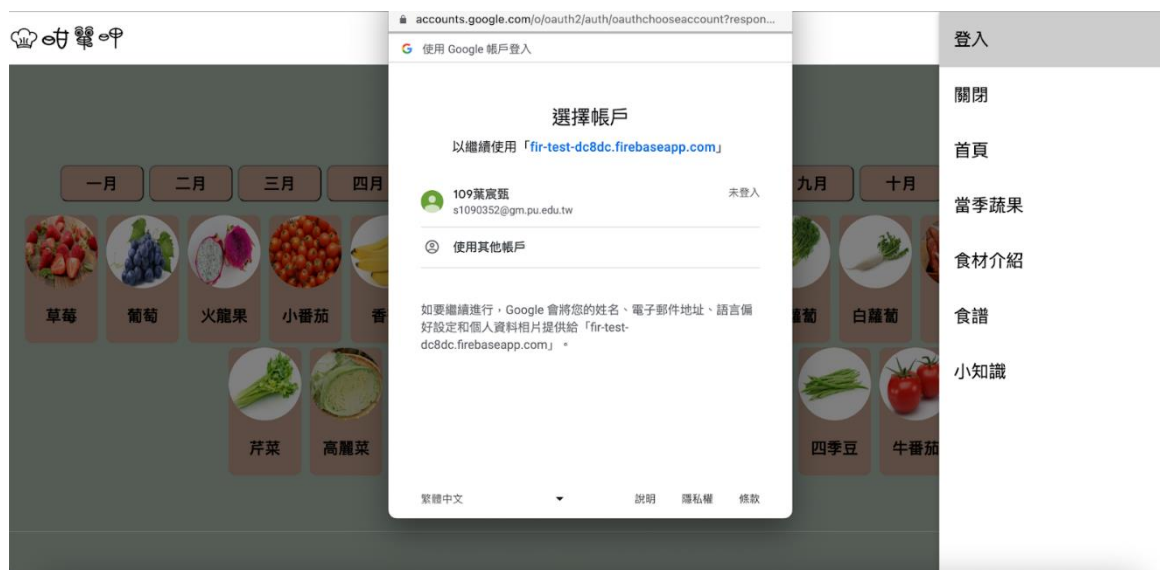 咁鞏呷
accounts.google.com/o/oauth2/auth/oauthchooseaccount?respon...
使用 Google 帳戶登入
選擇帳戶
以繼續使用「fir-test-dc8dc.firebaseapp.com」
109葉宸甄
未登入
s1090352@gm.pu.edu.tw
使用其他帳戶
如要繼續進行,Google 會將您的姓名、電子郵件地址、語言偏
好設定和個人資料相片提供給「fir-test-
dc8dc.firebaseapp.com」。
繁體中文
說明 隱私權 條款
一月 二月 三月 四月 九月 十月
草莓 葡萄 火龍果 小番茄 香 蘿蔔 白蘿蔔
芹菜 高麗菜 四季豆 牛番茄
登入
關閉
首頁
當季蔬果
食材介紹
食譜
小知識